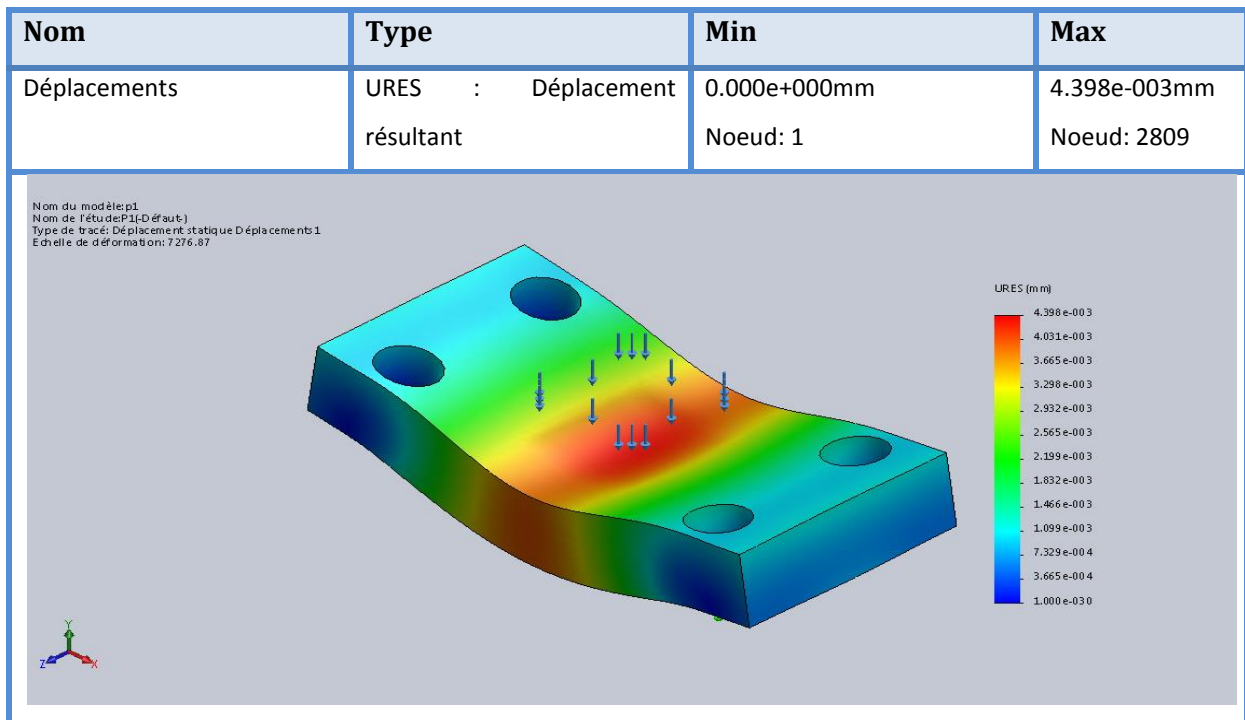 Nom Type Min Max
Déplacements URES : Déplacement 0.000e+000mm 4.398e-003mm
résultant Noeud: 1 Noeud: 2809
Nom du modèle:p1
Nom de l'étude:P1(-Défaut-)
Type de tracé: Déplacement statique Déplacements1
Echelle de déformation: 7276.87
URES (mm)
4.398e-003
4.031e-003
3.665e-003
3.298e-003
2.932e-003
2.565e-003
2.199e-003
1.832e-003
1.466e-003
1.099e-003
7.329e-004
3.665e-004
1.000e-030
Y
Z X